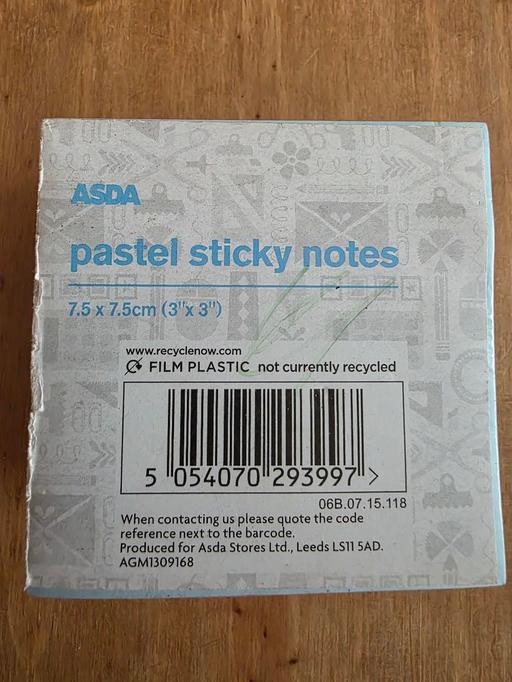 ASDA
pastel sticky notes
7.5 x 7.5cm (3"x 3")
www.recyclenow.com
FILM PLASTIC not currently recycled
5 054070 293997 >
06B.07.15.118
When contacting us please quote the code
reference next to the barcode.
Produced for Asda Stores Ltd., Leeds LS11 5AD.
AGM1309168